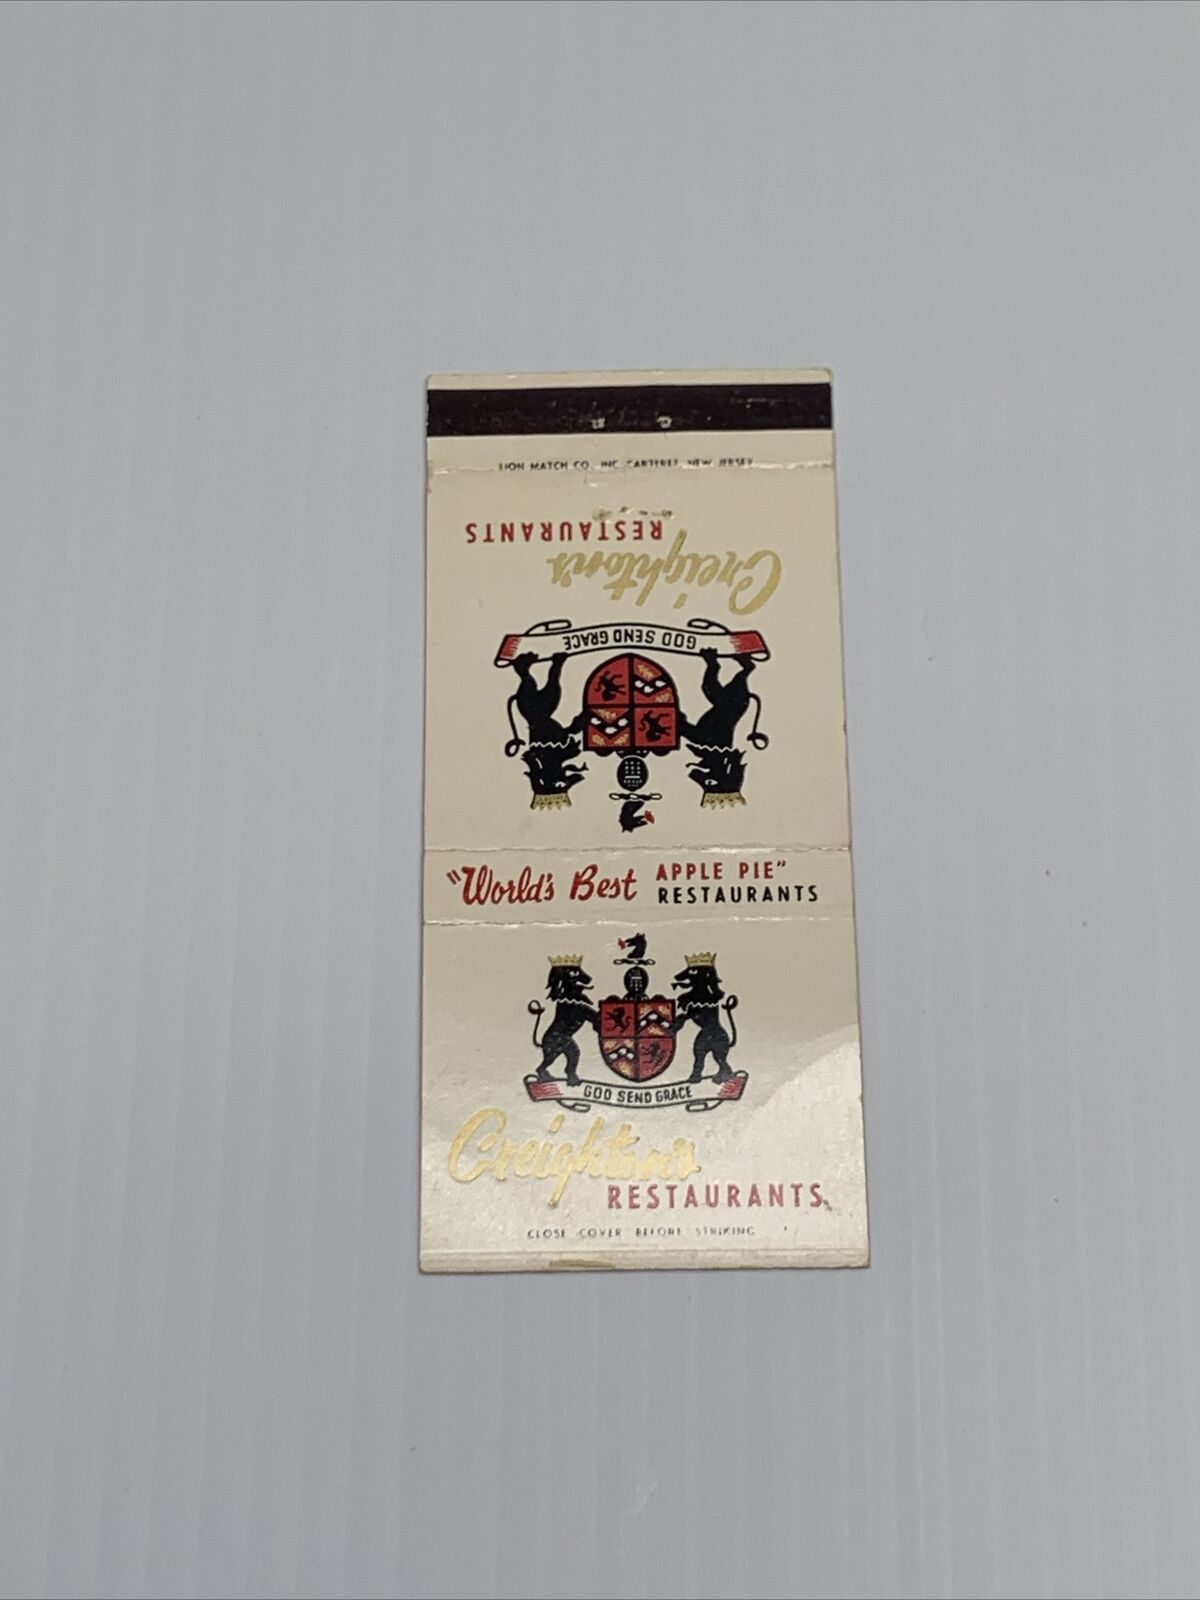 LION MATCH CO., INC. CARTERET, NEW JERSEY
Creighton's
RESTAURANTS
GOD SEND GRACE
"World's Best APPLE PIE"
RESTAURANTS
GOD SEND GRACE
Creighton's
RESTAURANTS
CLOSE COVER BEFORE STRIKING